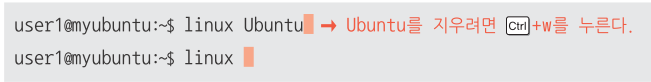 user1@myubuntu:~$ linux Ubuntu → Ubuntu를 지우려면 Ctrl+w를 누른다.
user1@myubuntu:~$ linux